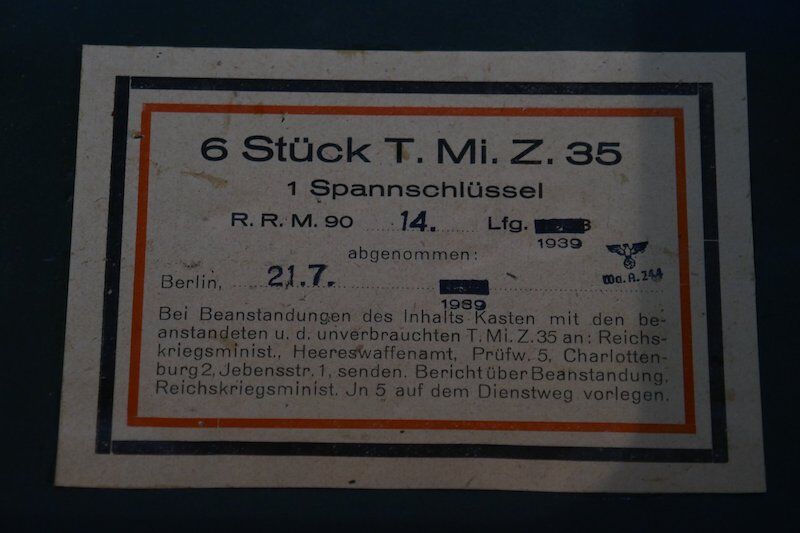 6 Stück T. Mi. Z. 35
1 Spannschlüssel
R. R. M. 90 14. Lfg.
1939
abgenommen:
Berlin, 21.7.
1939
Wa.A.244
Bei Beanstandungen des Inhalts Kasten mit den be-
anstandeten u. d. unverbrauchten T. Mi. Z. 35 an: Reichs-
kriegsminist., Heereswaffenamt, Prüfw. 5, Charlotten-
burg 2, Jebensstr. 1, senden. Bericht über Beanstandung,
Reichskriegsminist. Jn 5 auf dem Dienstweg vorlegen.